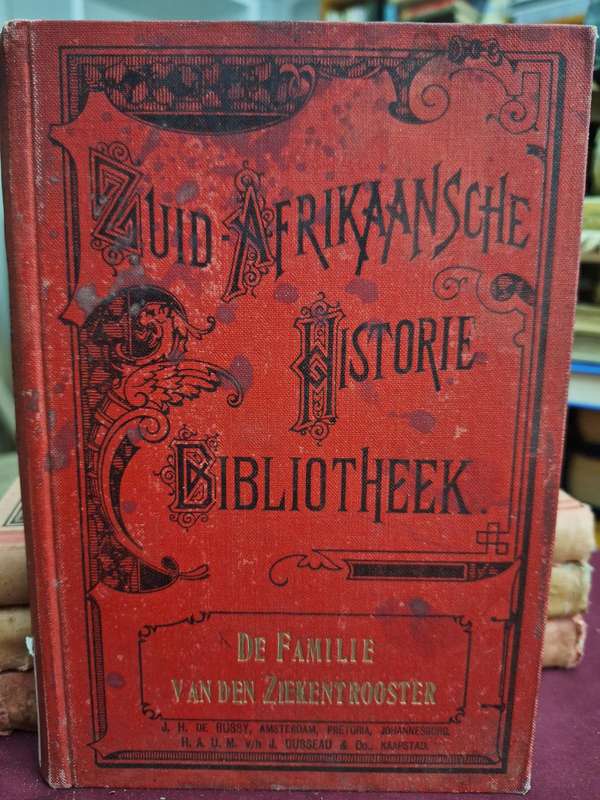 ZUID-AFRIKAANSCHE
HISTORIE
BIBLIOTHEEK.
DE FAMILIE
VAN DEN ZIEKENTROOSTER
J. H. DE BUSSY, AMSTERDAM, PRETORIA, JOHANNESBURG.
H. A. U. M. v/h J. DUSSEAU & Co., KAAPSTAD.